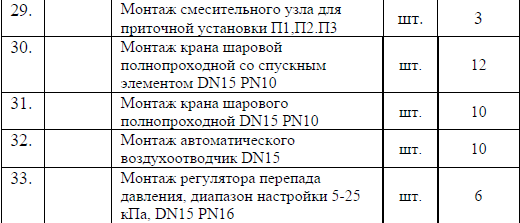 29. Монтаж смесительного узла для шт. 3
приточной установки П1,П2.П3
30. Монтаж крана шаровой
полнопроходной со спускным шт. 12
элементом DN15 PN10
31. Монтаж крана шарового шт. 10
полнопроходной DN15 PN10
32. Монтаж автоматического шт. 10
воздухоотводчик DN15
33. Монтаж регулятора перепада
давления, диапазон настройки 5-25 шт. 6
кПа, DN15 PN16